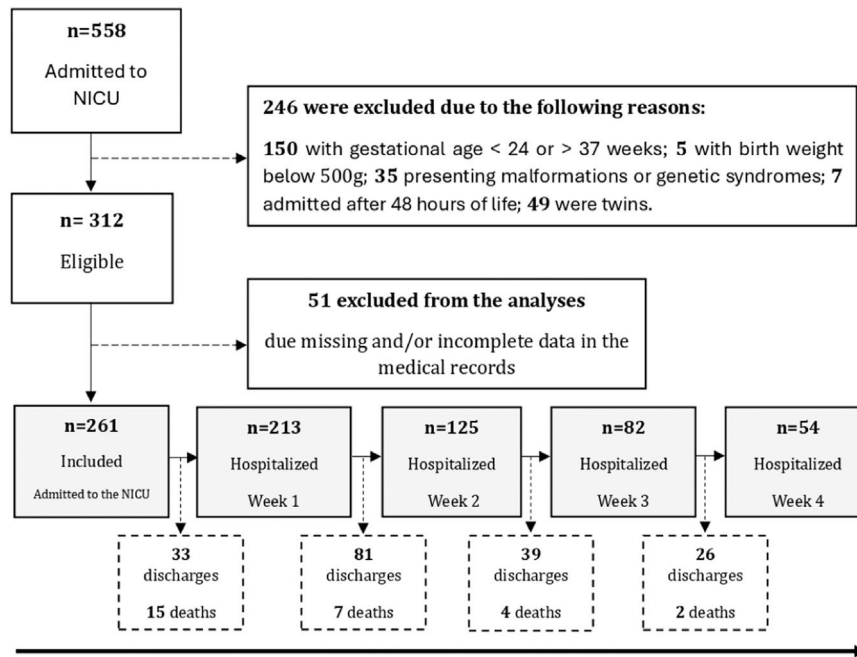 n=558
Admitted to
NICU
246 were excluded due to the following reasons:
150 with gestational age < 24 or > 37 weeks; 5 with birth weight
below 500g; 35 presenting malformations or genetic syndromes; 7
admitted after 48 hours of life; 49 were twins.
n= 312
Eligible
51 excluded from the analyses
due missing and/or incomplete data in the
medical records
n=261
Included
Admitted to the NICU
n=213
Hospitalized
Week 1
n=125
Hospitalized
Week 2
n=82
Hospitalized
Week 3
n=54
Hospitalized
Week 4
33
discharges
15 deaths
81
discharges
7 deaths
39
discharges
4 deaths
26
discharges
2 deaths